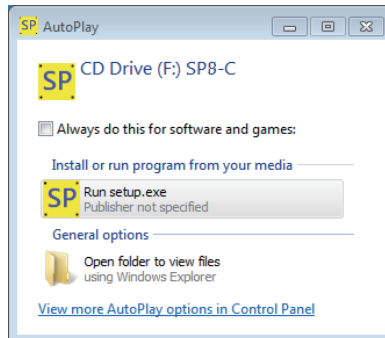 SP AutoPlay
SP CD Drive (F:) SP8-C
Always do this for software and games:
Install or run program from your media
SP Run setup.exe
Publisher not specified
General options
Open folder to view files
using Windows Explorer
View more AutoPlay options in Control Panel